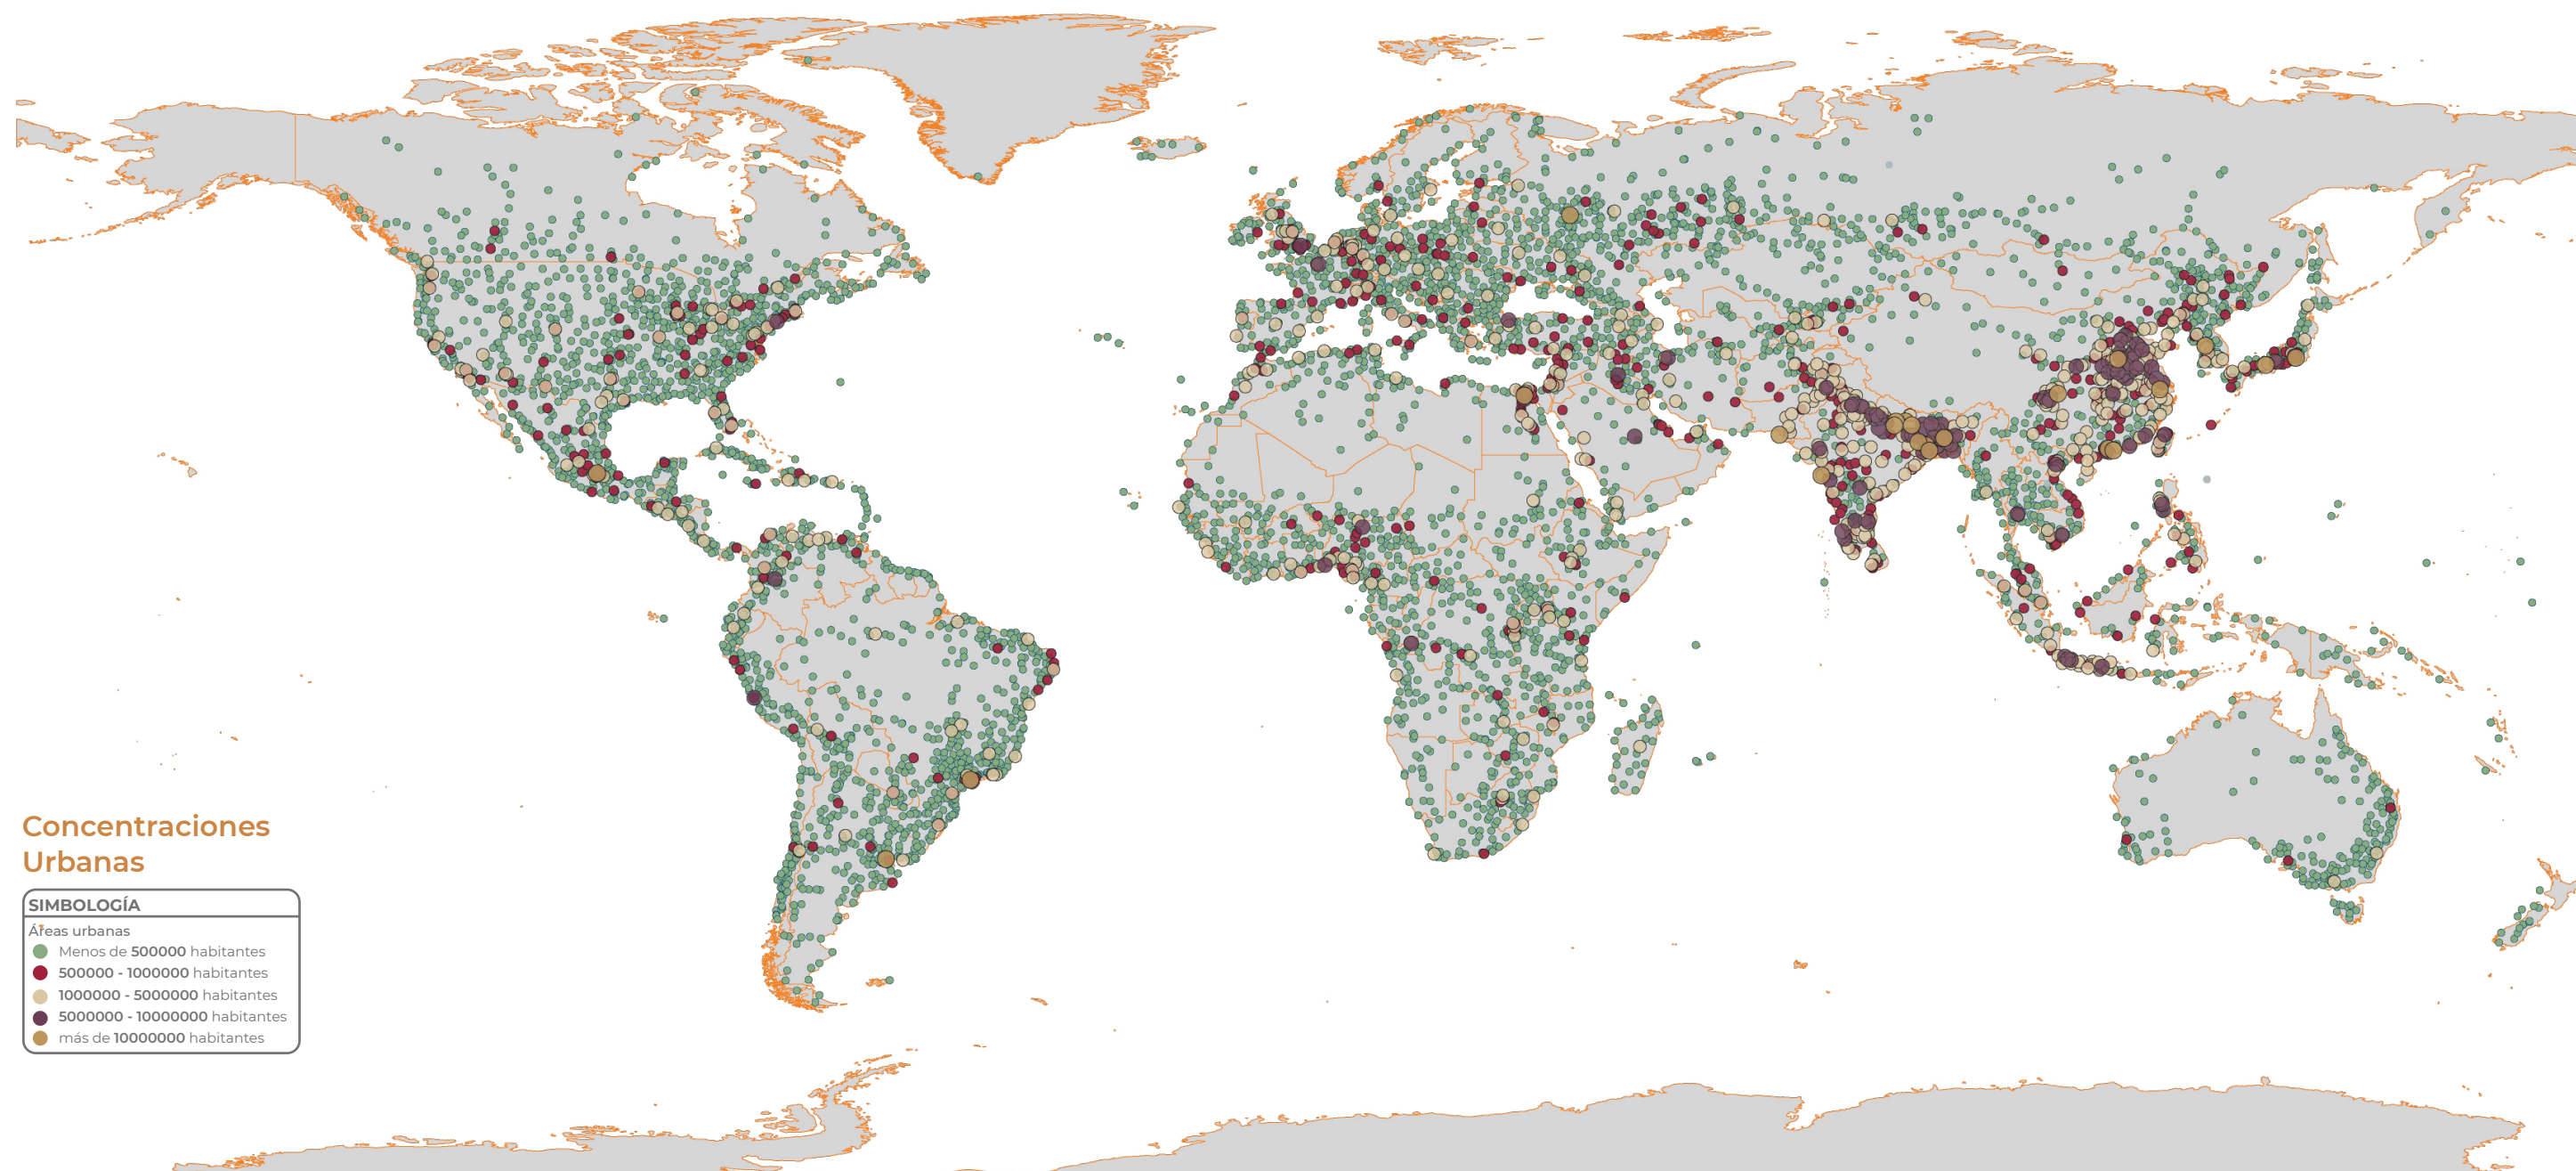 Concentraciones
Urbanas
SIMBOLOGÍA
Áreas urbanas
Menos de 500000 habitantes
500000 - 1000000 habitantes
1000000 - 5000000 habitantes
5000000 - 10000000 habitantes
más de 10000000 habitantes